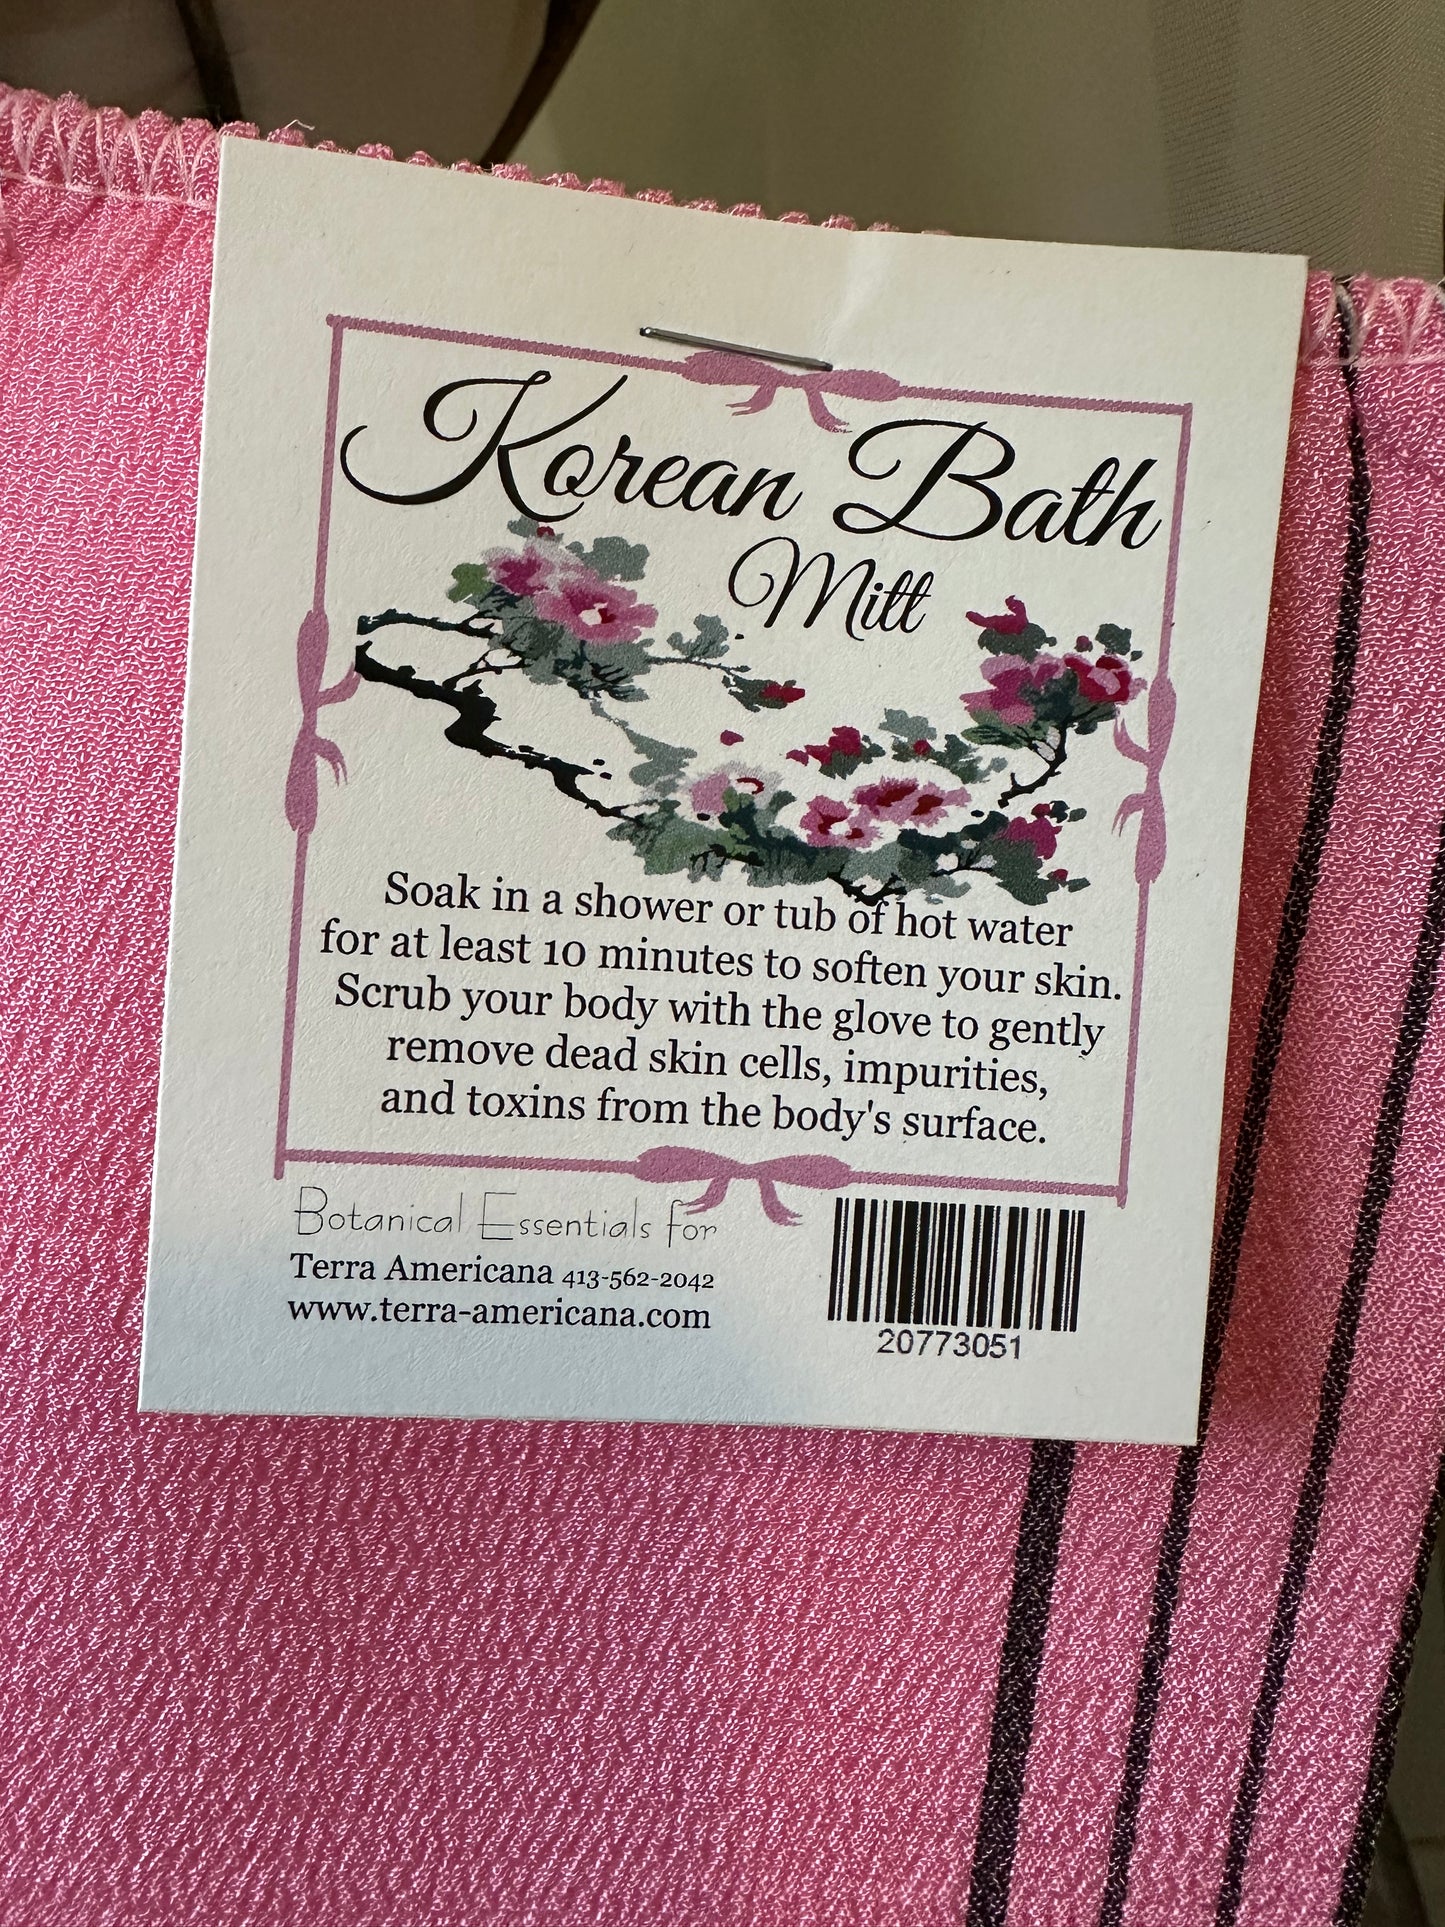 Korean Bath
Mitt
Soak in a shower or tub of hot water
for at least 10 minutes to soften your skin.
Scrub your body with the glove to gently
remove dead skin cells, impurities,
and toxins from the body's surface.
Botanical Essentials for
Terra Americana 413-562-2042
www.terra-americana.com
20773051